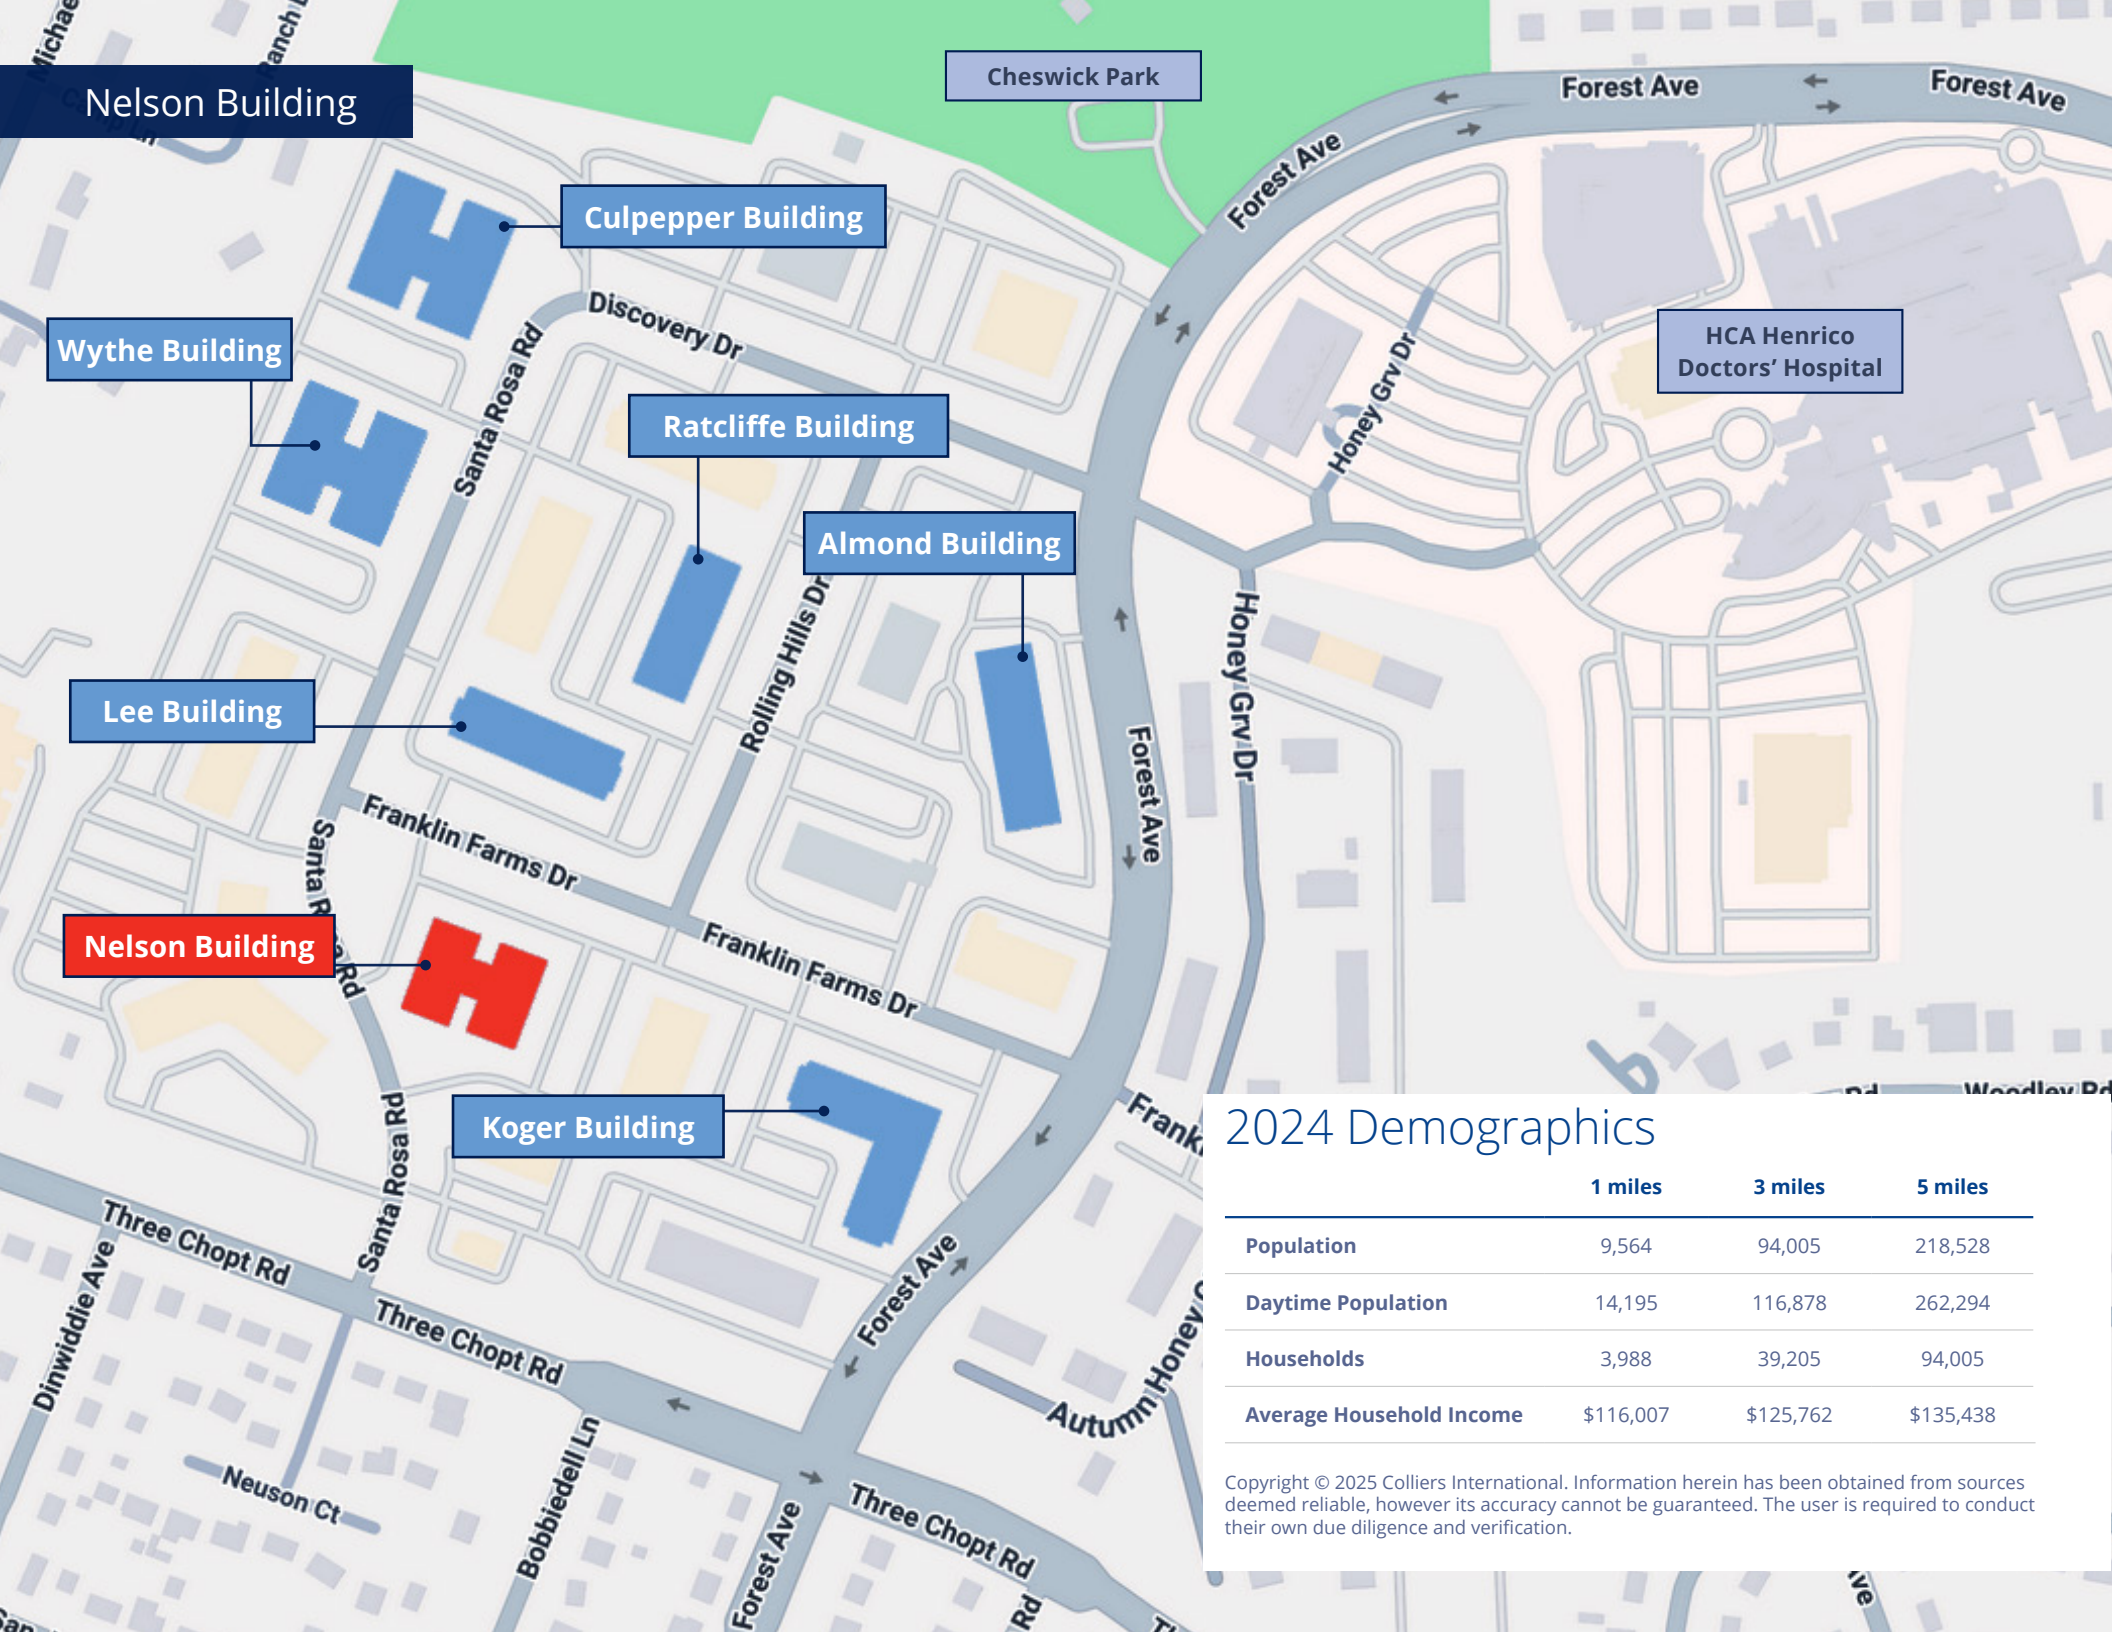 Michae
Ranch
Nelson Building
Cheswick Park
Forest Ave
Forest Ave
Forest Ave
Culpepper Building
Discovery Dr
Santa Rosa Rd
Wythe Building
HCA Henrico
Doctors' Hospital
Honey Grv Dr
Ratcliffe Building
Almond Building
Rolling Hills Dr
Honey Grv Dr
Lee Building
Forest Ave
Franklin Farms Dr
Santa Rosa Rd
Nelson Building
Franklin Farms Dr
Koger Building
Frank
Rd
Woodley Rd
Santa Rosa Rd
Three Chopt Rd
Dinwiddie Ave
Three Chopt Rd
Forest Ave
Autumn Honey C
Neuson Ct
Bobbiedell Ln
Forest Ave
Three Chopt Rd
Rd
Ave
2024 Demographics
1 miles 3 miles 5 miles
Population 9,564 94,005 218,528
Daytime Population 14,195 116,878 262,294
Households 3,988 39,205 94,005
Average Household Income $116,007 $125,762 $135,438
Copyright © 2025 Colliers International. Information herein has been obtained from sources
deemed reliable, however its accuracy cannot be guaranteed. The user is required to conduct
their own due diligence and verification.